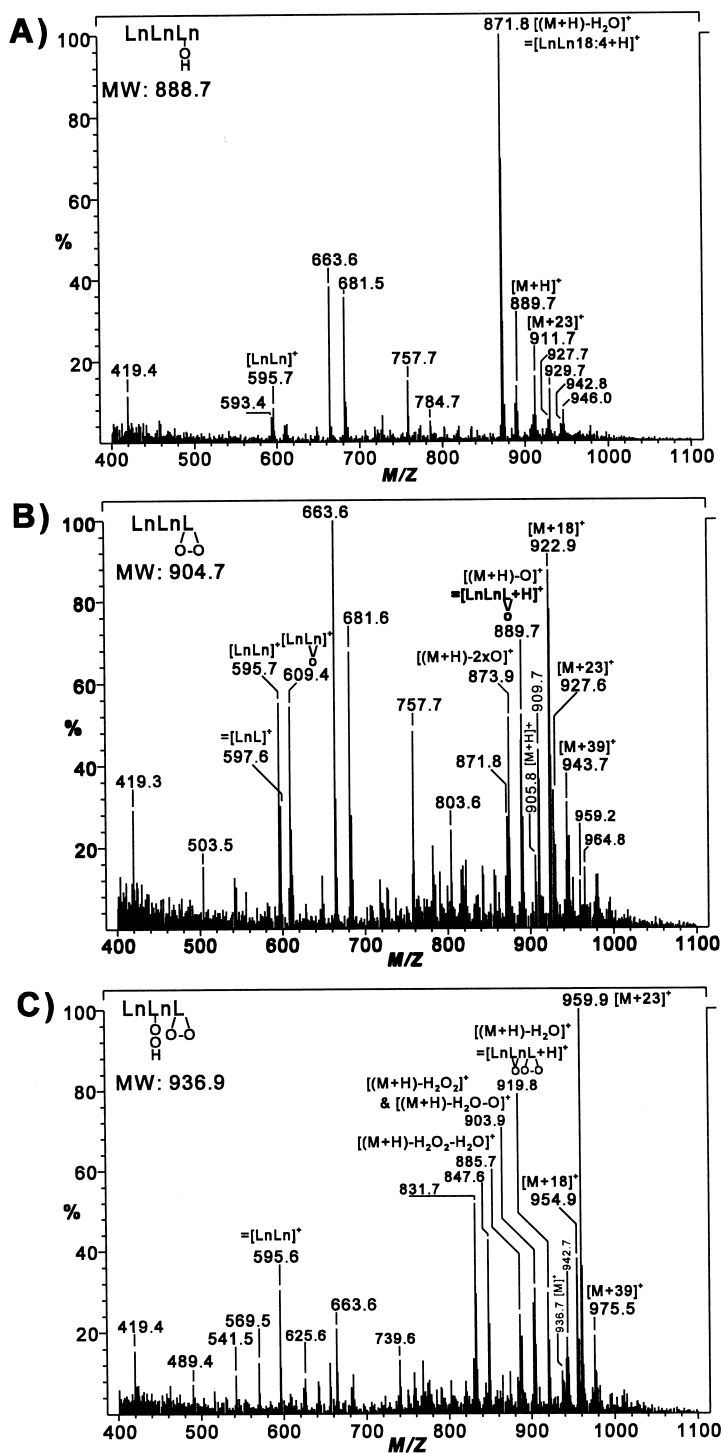 A)
LnLnLn
O
H
MW: 888.7
871.8 [(M+H)-H₂O]⁺
=[LnLn18:4+H]⁺
100
80
60
%
40
20
663.6
681.5
[M+H]⁺
889.7
[M+23]⁺
911.7
927.7
929.7
942.8
946.0
419.4
[LnLn]⁺
595.7
593.4
757.7
784.7
400 500 600 700 800 900 1000 1100
M/Z
B)
LnLnL
O-O
MW: 904.7
663.6
[M+18]⁺
922.9
[(M+H)-O]⁺
=[LnLnL+H]⁺
O
889.7
100
80
60
%
40
20
681.6
[LnLn]⁺
595.7
[LnLn]⁺
O
609.4
[(M+H)-2xO]⁺
873.9
909.7
[M+23]⁺
927.6
757.7
=[LnL]⁺
597.6
871.8
905.8 [M+H]+
[M+39]⁺
943.7
419.3
503.5
803.6
959.2
964.8
400 500 600 700 800 900 1000 1100
M/Z
C)
LnLnL
O O-O
O
H
MW: 936.9
959.9 [M+23]⁺
[(M+H)-H₂O]⁺
=[LnLnL+H]⁺
OO-O
919.8
[(M+H)-H₂O₂]⁺
& [(M+H)-H₂O-O]⁺
903.9
[(M+H)-H₂O₂-H₂O]⁺
885.7
847.6
831.7
[M+18]⁺
954.9
100
80
60
%
40
20
=[LnLn]⁺
595.6
942.7
936.7 [M]⁺
[M+39]⁺
975.5
419.4
489.4
541.5
569.5
625.6
663.6
739.6
400 500 600 700 800 900 1000 1100
M/Z